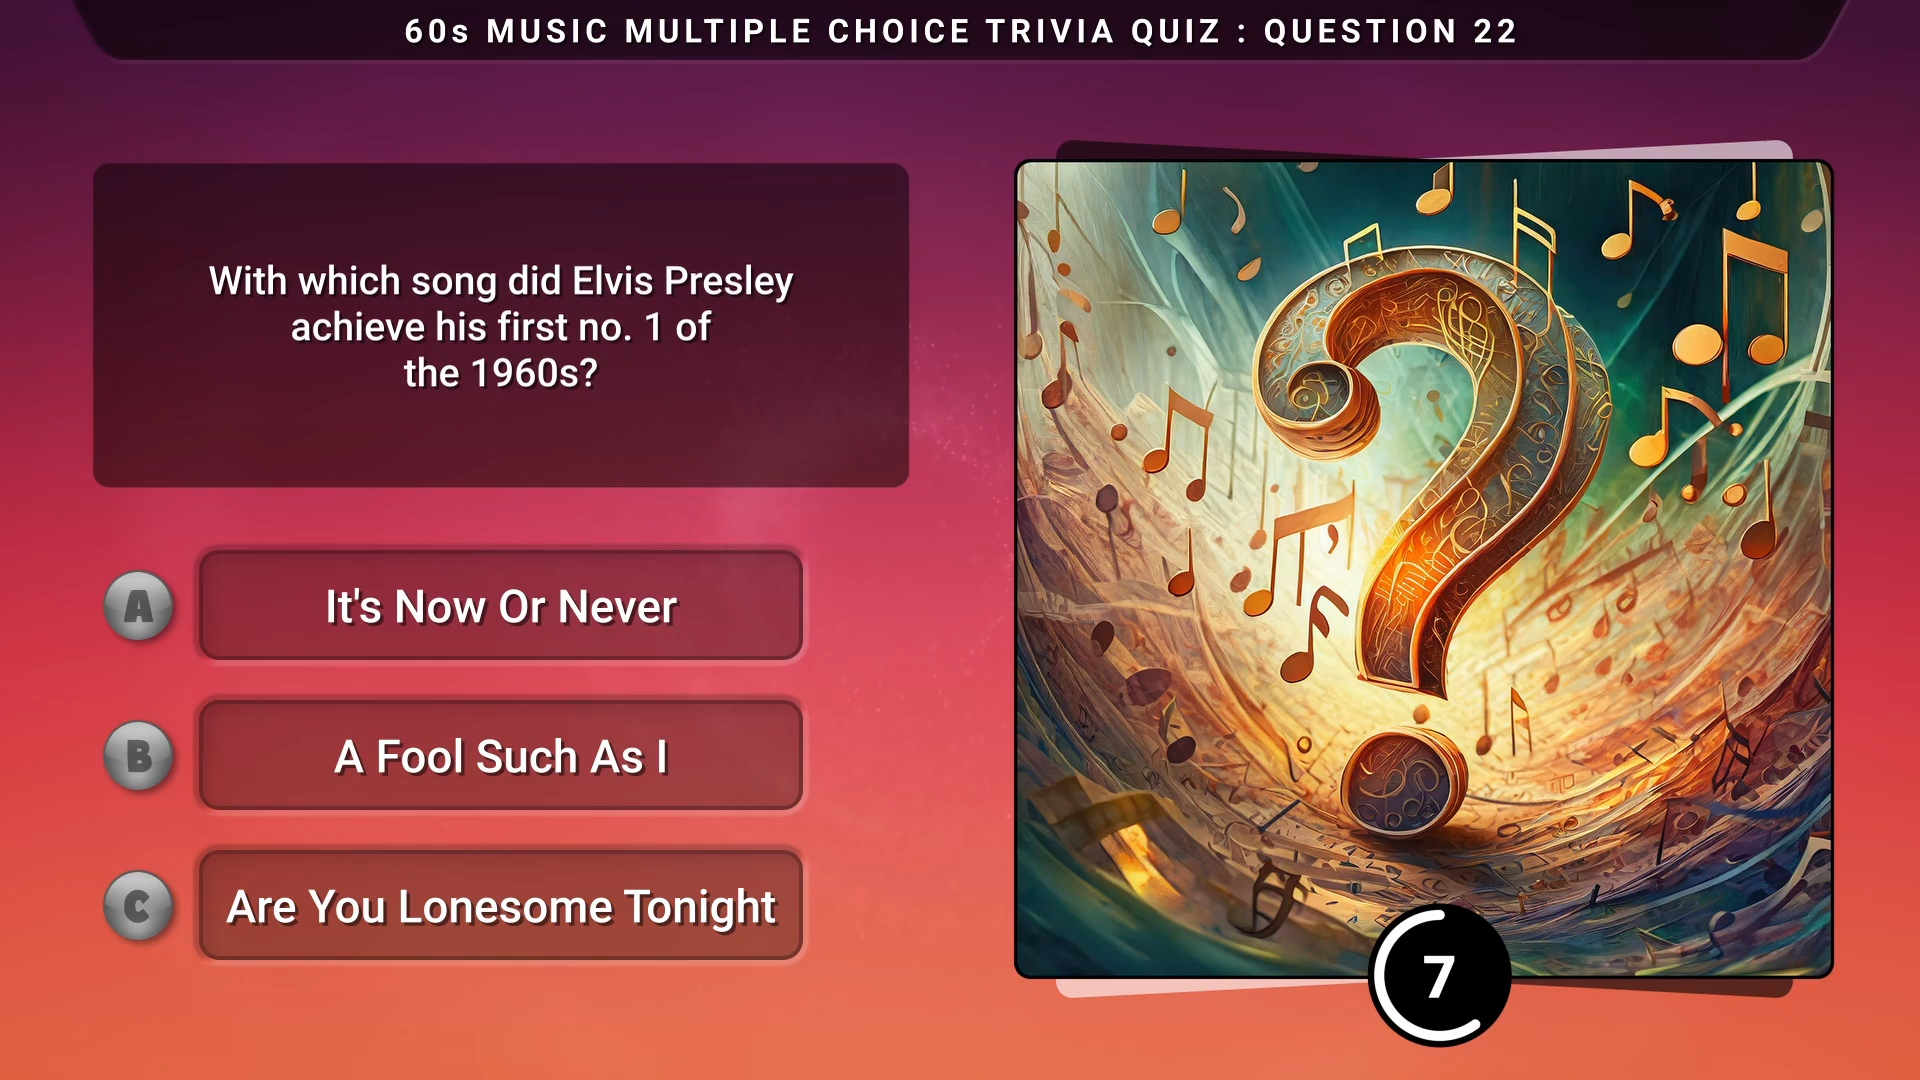 60s MUSIC MULTIPLE CHOICE TRIVIA QUIZ : QUESTION 22
With which song did Elvis Presley
achieve his first no. 1 of
the 1960s?
A
It's Now Or Never
B
A Fool Such As I
C
Are You Lonesome Tonight
7